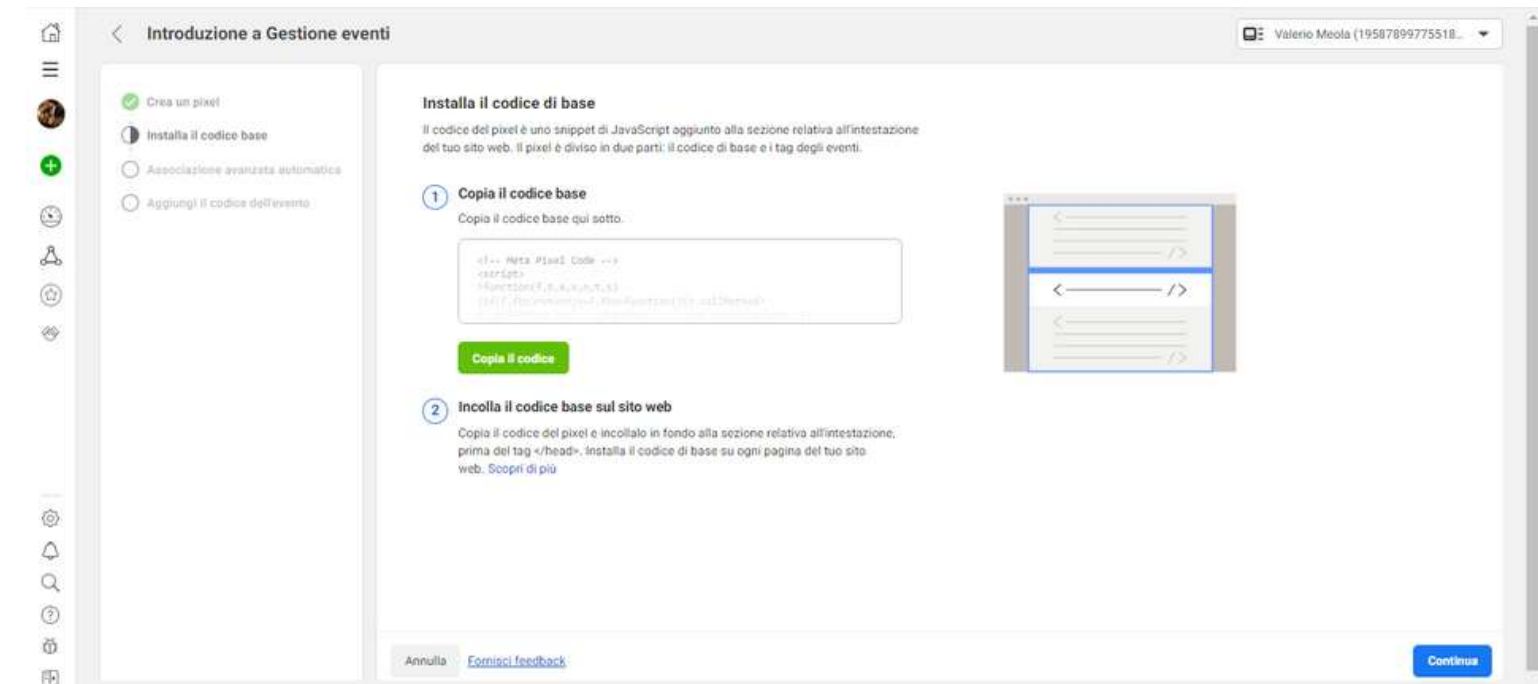 Introduzione a Gestione eventi
Valerio Meola (19587899775518...
Crea un pixel
Installa il codice base
Associazione avanzata automatica
Aggiungi il codice dell'evento
Installa il codice di base
Il codice del pixel è uno snippet di JavaScript aggiunto alla sezione relativa all'intestazione
del tuo sito web. Il pixel è diviso in due parti: il codice di base e i tag degli eventi.
1 Copia il codice base
Copia il codice base qui sotto.
<!-- Meta Pixel Code -->
<script>
!function(f,b,e,v,n,t,s)
Copia il codice
2 Incolla il codice base sul sito web
Copia il codice del pixel e incollalo in fondo alla sezione relativa all'intestazione,
prima del tag </head>. Installa il codice di base su ogni pagina del tuo sito
web. Scopri di più
Annulla
Fornisci feedback
Continua